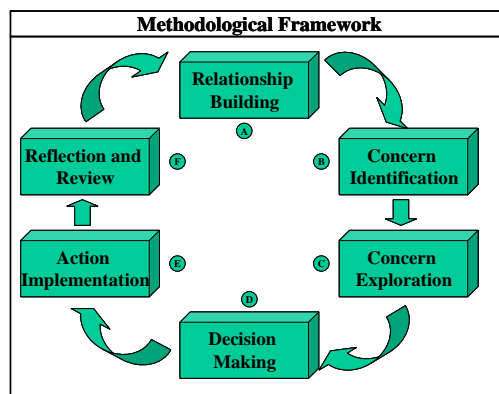 Methodological Framework
Relationship
Building
A
Concern
Identification
B
Concern
Exploration
C
Decision
Making
D
Action
Implementation
E
Reflection and
Review
F